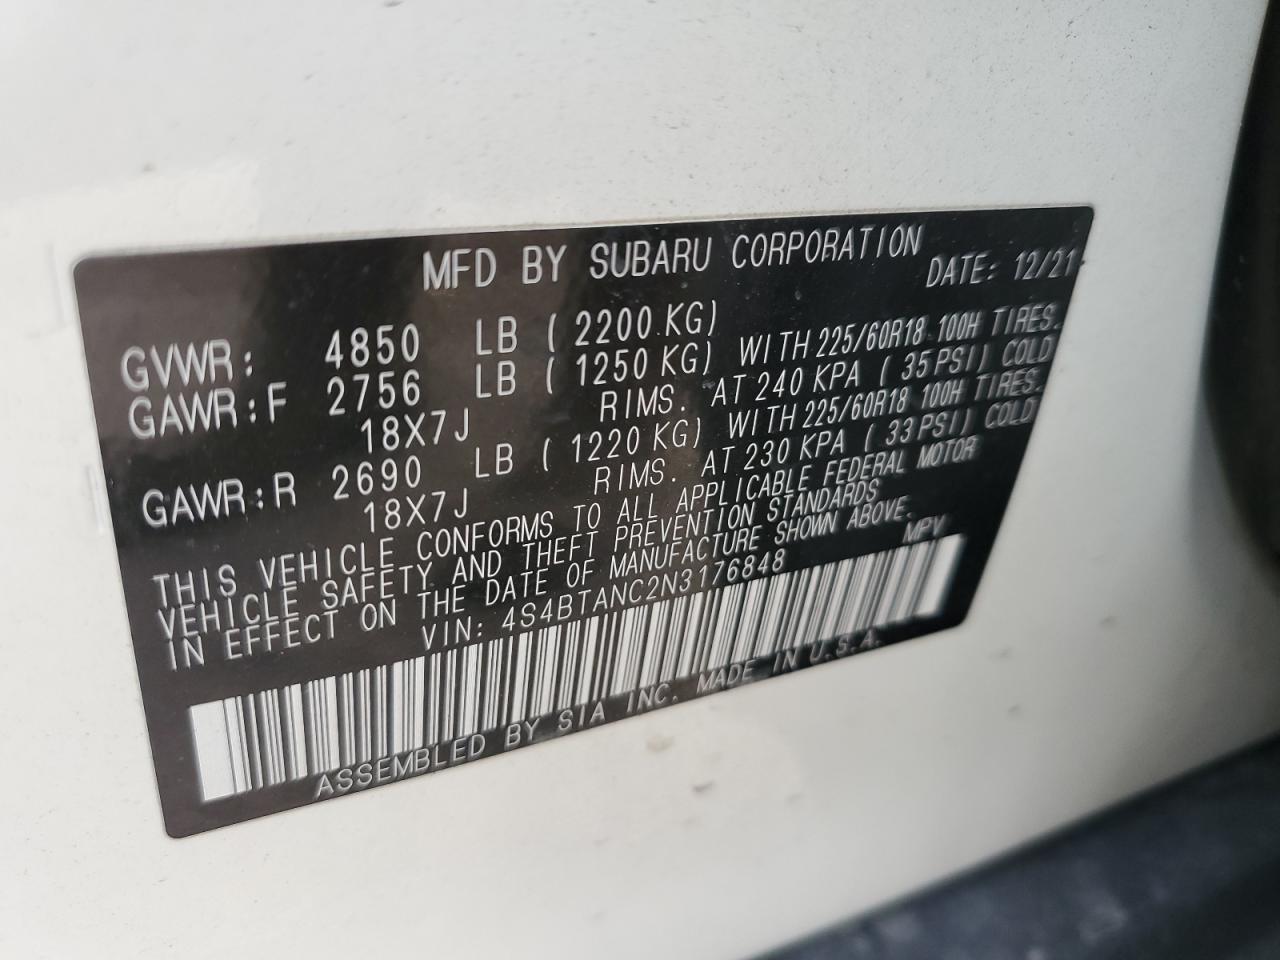 MFD BY SUBARU CORPORATION
DATE: 12/21
GVWR: 4850 LB ( 2200 KG)
GAWR:F 2756 LB ( 1250 KG) WITH 225/60R18 100H TIRES.
18X7J RIMS. AT 240 KPA ( 35PSI) COLD
GAWR:R 2690 LB ( 1220 KG) WITH 225/60R18 100H TIRES.
18X7J RIMS. AT 230 KPA ( 33PSI) COLD
THIS VEHICLE CONFORMS TO ALL APPLICABLE FEDERAL MOTOR
VEHICLE SAFETY AND THEFT PREVENTION STANDARDS
IN EFFECT ON THE DATE OF MANUFACTURE SHOWN ABOVE.
VIN: 4S4BTANC2N3176848 MPV
ASSEMBLED BY SIA INC. MADE IN U.S.A.